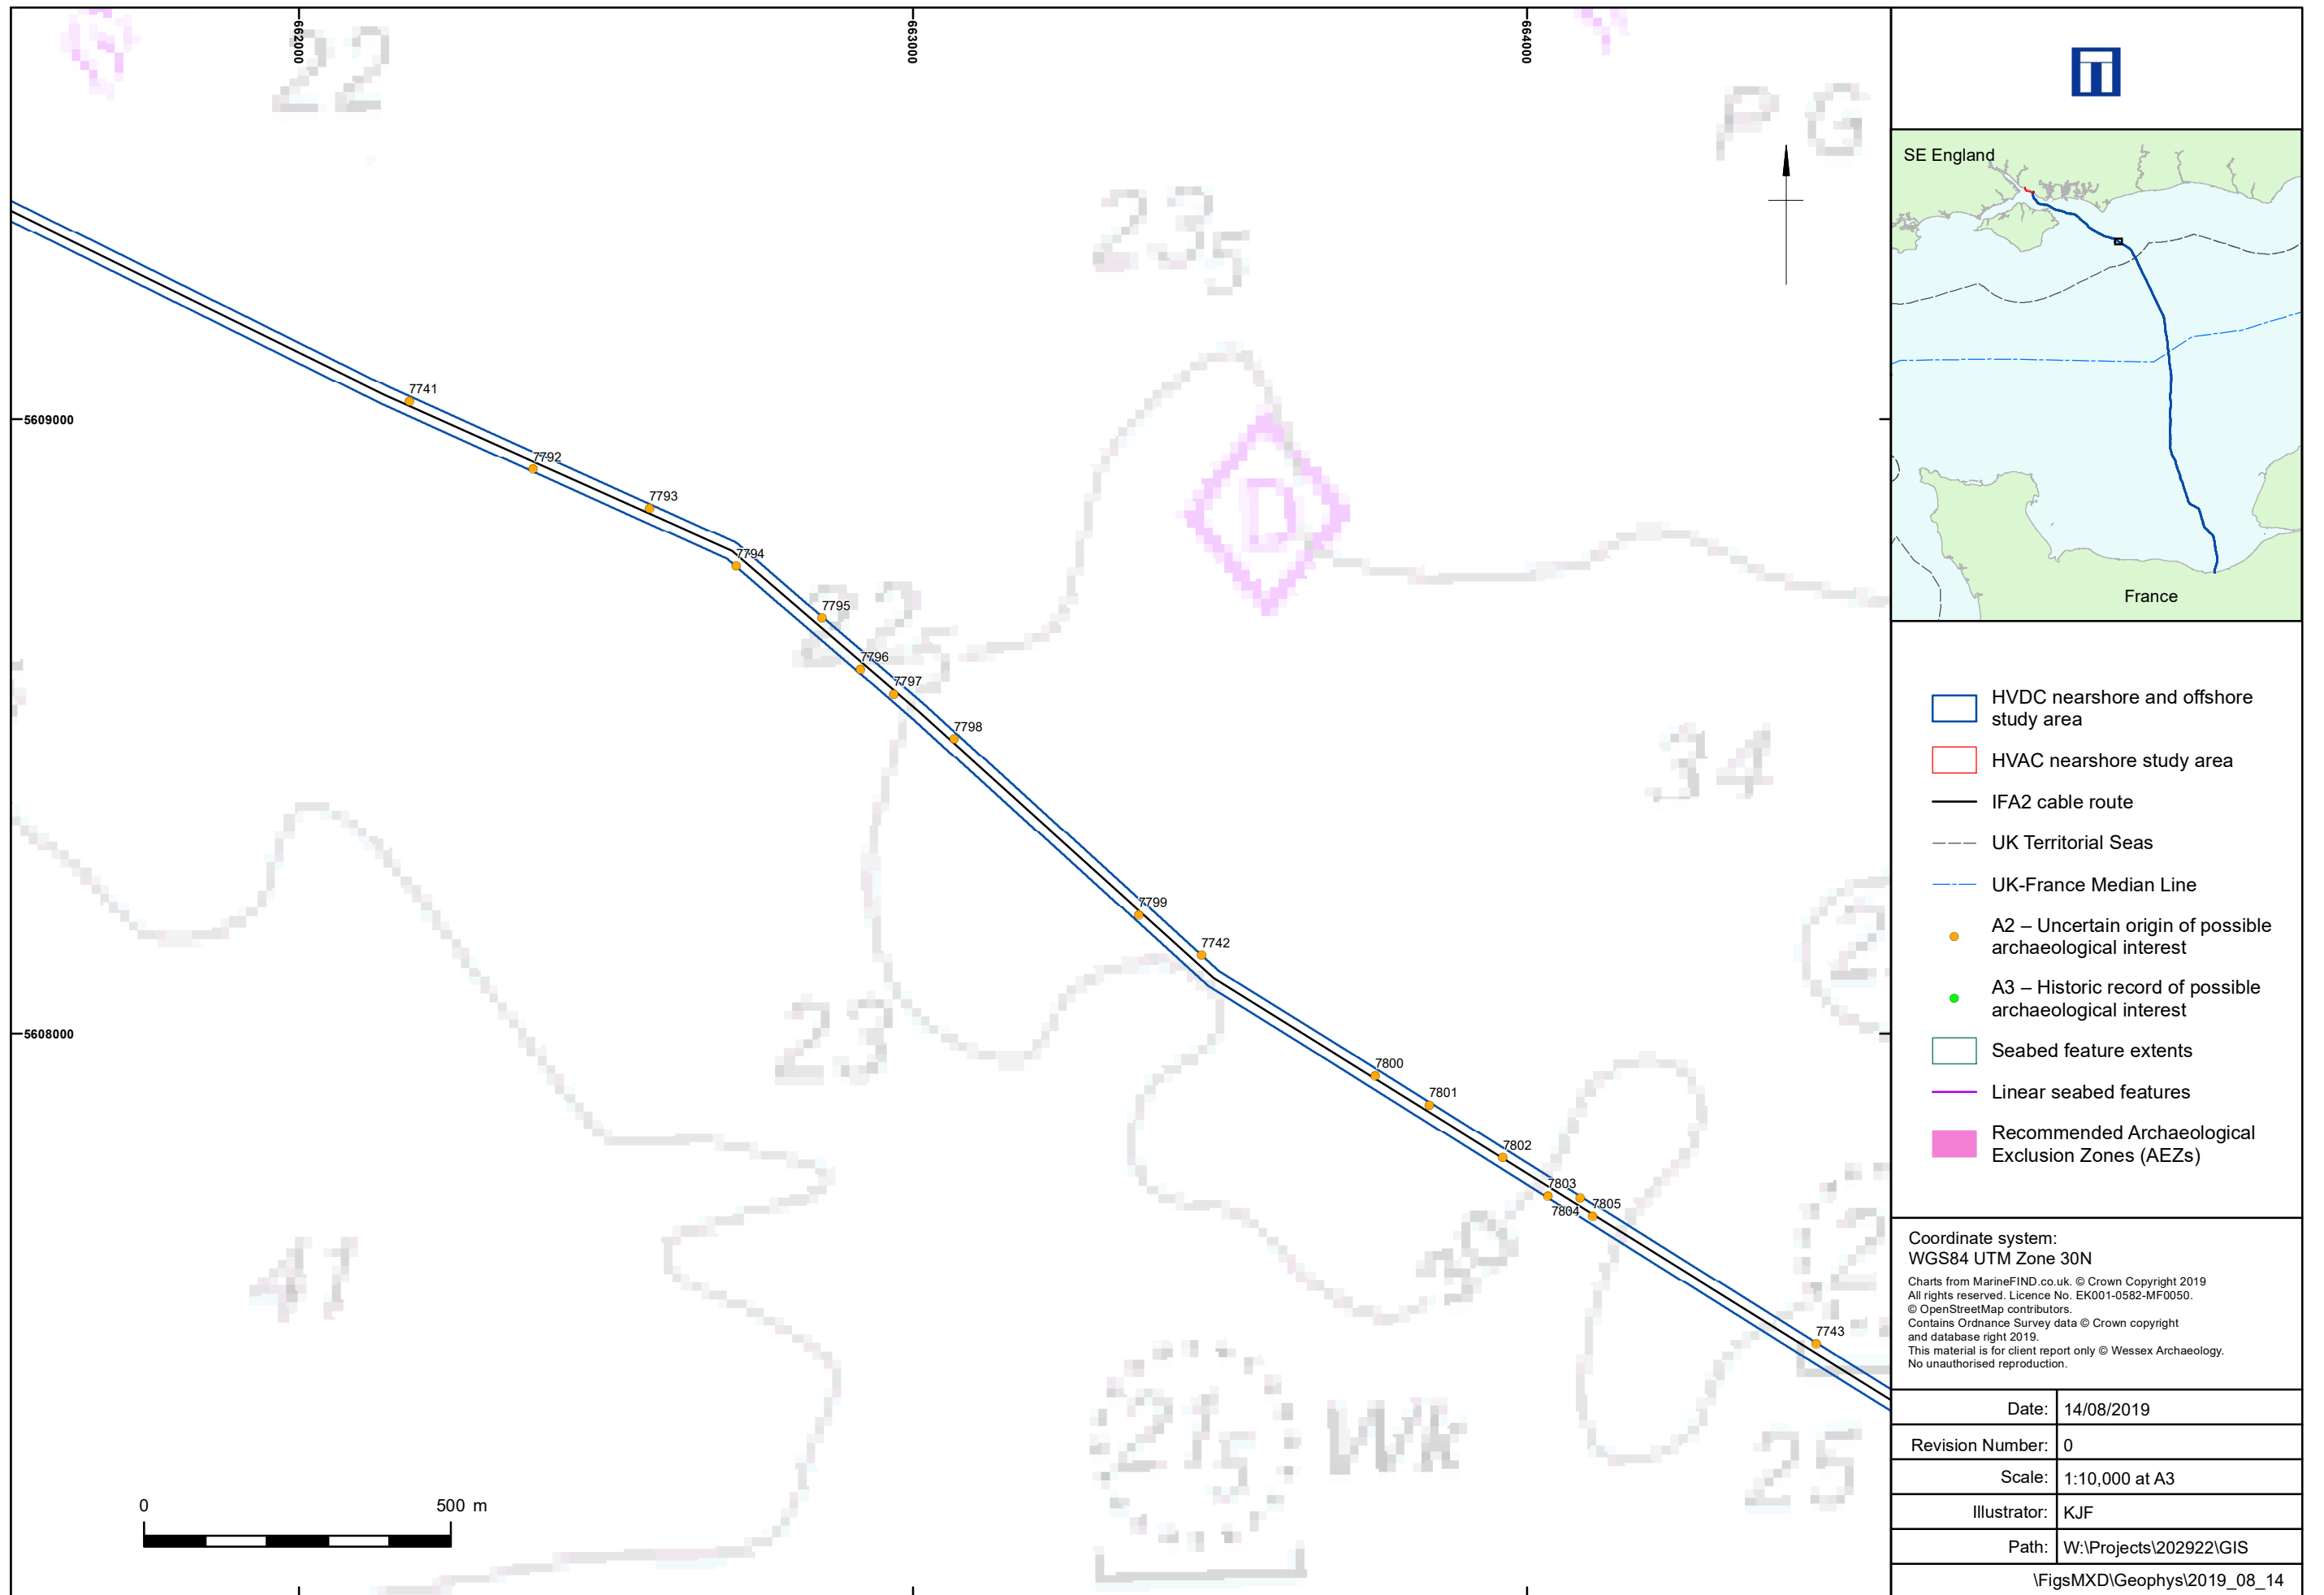 662000
663000
664000
22
P G
23₅
5609000
7741
7792
7793
7794
D
7795
22₅
7796
7797
7798
34
7799
7742
5608000
23
7800
7801
7802
7803
7804
7805
30
41
7743
21₅
Wk
25
0
500 m
SE England
France
HVDC nearshore and offshore
study area
HVAC nearshore study area
IFA2 cable route
UK Territorial Seas
UK-France Median Line
A2 – Uncertain origin of possible
archaeological interest
A3 – Historic record of possible
archaeological interest
Seabed feature extents
Linear seabed features
Recommended Archaeological
Exclusion Zones (AEZs)
Coordinate system:
WGS84 UTM Zone 30N
Charts from MarineFIND.co.uk. © Crown Copyright 2019
All rights reserved. Licence No. EK001-0582-MF0050.
© OpenStreetMap contributors.
Contains Ordnance Survey data © Crown copyright
and database right 2019.
This material is for client report only © Wessex Archaeology.
No unauthorised reproduction.
Date: 14/08/2019
Revision Number: 0
Scale: 1:10,000 at A3
Illustrator: KJF
Path: W:\Projects\202922\GIS
\FigsMXD\Geophys\2019_08_14